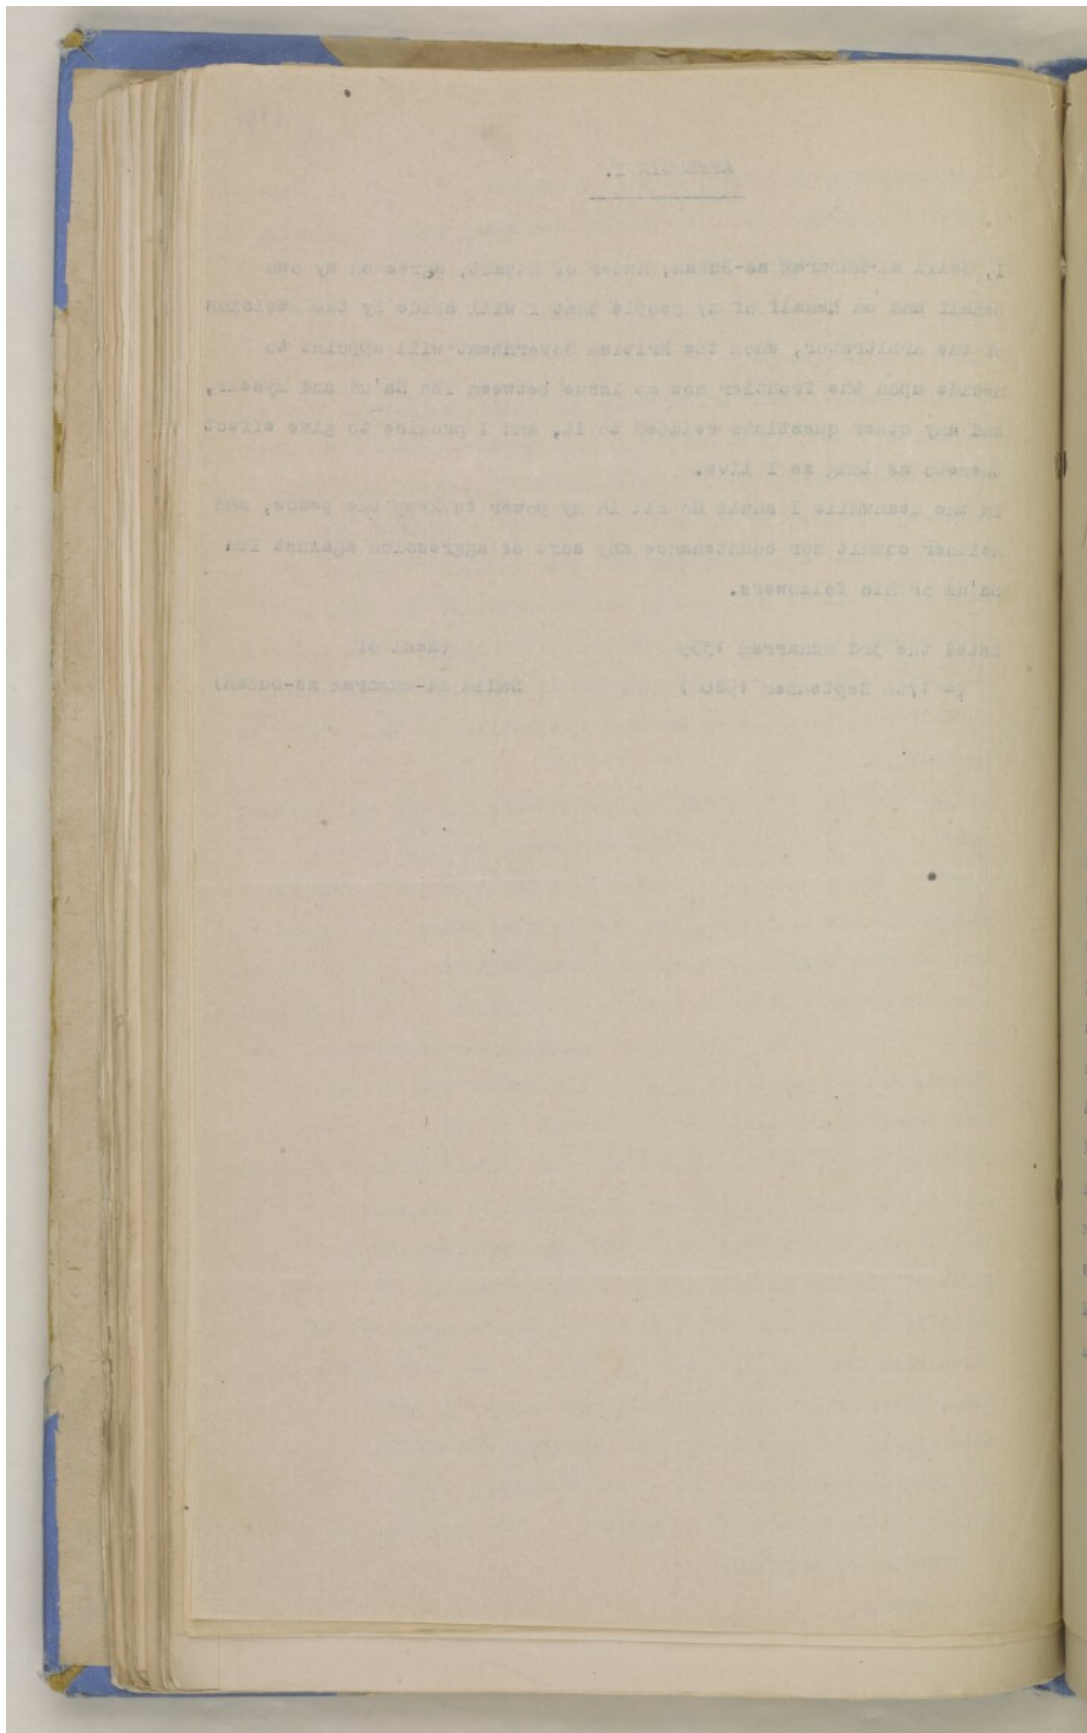 APPENDIX I.
I, Salim al-Mubarak as-Subah, Ruler of Kuwait, agree on my own
behalf and on behalf of my people that I will abide by the decision
of the Arbitrator, whom the British Government will appoint to
decide upon the frontier now at issue between Ibn Sa'ud and myself,
and any other questions related to it, and I promise to give effect
thereto as long as I live.
In the meanwhile I shall do all in my power to keep the peace, and
neither commit nor countenance any sort of aggression against Ibn
Sa'ud or his followers.
Dated the 3rd Muharram 1339 (Seal of
(= 17th September 1920 ) Salim al-Mubarak as-Subah)